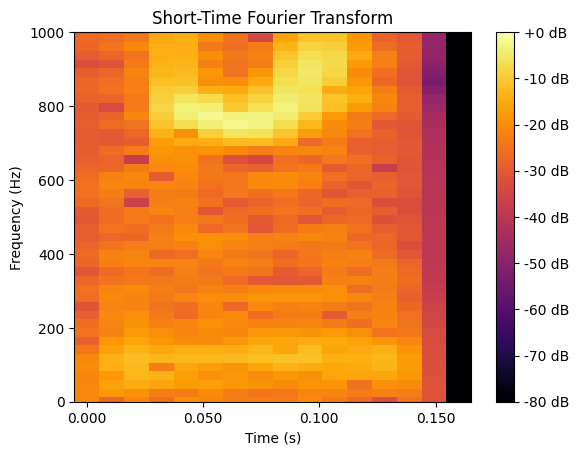 Short-Time Fourier Transform
1000
800
600
400
200
0
Frequency (Hz)
0.000
0.050
0.100
0.150
Time (s)
+0 dB
-10 dB
-20 dB
-30 dB
-40 dB
-50 dB
-60 dB
-70 dB
-80 dB